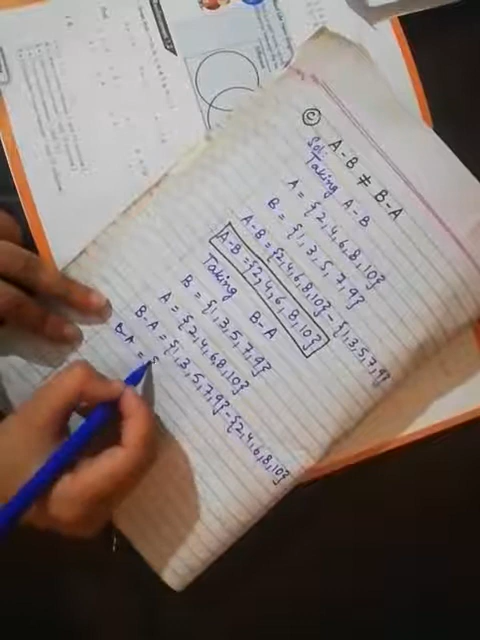 (c) A - B ≠ B - A
Sol:
Taking A - B
A = {2,4,6,8,10}
B = {1,3,5,7,9}
A-B = {2,4,6,8,10} - {1,3,5,7,9}
A-B = {2,4,6,8,10}
Taking B-A
B = {1,3,5,7,9}
A = {2,4,6,8,10}
B-A = {1,3,5,7,9} - {2,4,6,8,10}
B-A = {